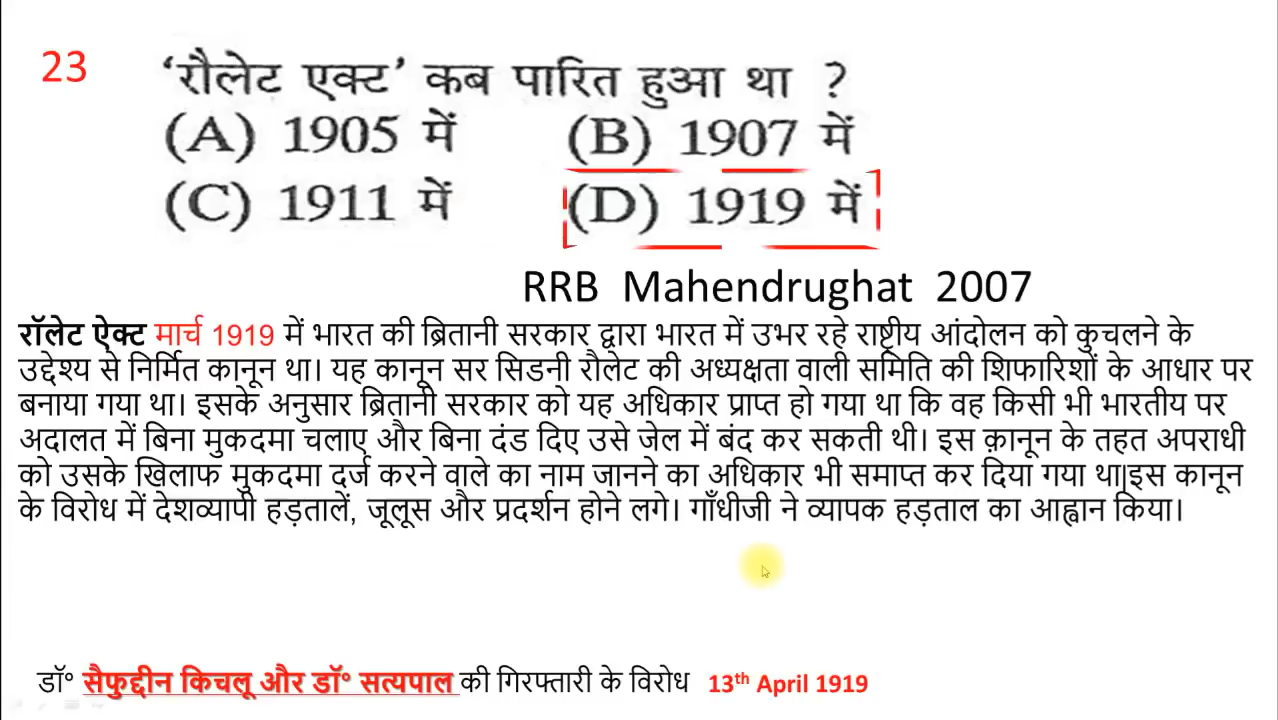 23
‘रौलेट एक्ट’ कब पारित हुआ था ?
(A) 1905 में (B) 1907 में
(C) 1911 में (D) 1919 में
RRB Mahendrughat 2007
रॉलेट ऐक्ट मार्च 1919 में भारत की ब्रितानी सरकार द्वारा भारत में उभर रहे राष्ट्रीय आंदोलन को कुचलने के
उद्देश्य से निर्मित कानून था। यह कानून सर सिडनी रौलेट की अध्यक्षता वाली समिति की शिफारिशों के आधार पर
बनाया गया था। इसके अनुसार ब्रितानी सरकार को यह अधिकार प्राप्त हो गया था कि वह किसी भी भारतीय पर
अदालत में बिना मुकदमा चलाए और बिना दंड दिए उसे जेल में बंद कर सकती थी। इस क़ानून के तहत अपराधी
को उसके खिलाफ मुकदमा दर्ज करने वाले का नाम जानने का अधिकार भी समाप्त कर दिया गया था|इस कानून
के विरोध में देशव्यापी हड़तालें, जूलूस और प्रदर्शन होने लगे। गाँधीजी ने व्यापक हड़ताल का आह्वान किया।
डॉ॰ सैफुद्दीन किचलू और डॉ॰ सत्यपाल की गिरफ्तारी के विरोध 13th April 1919